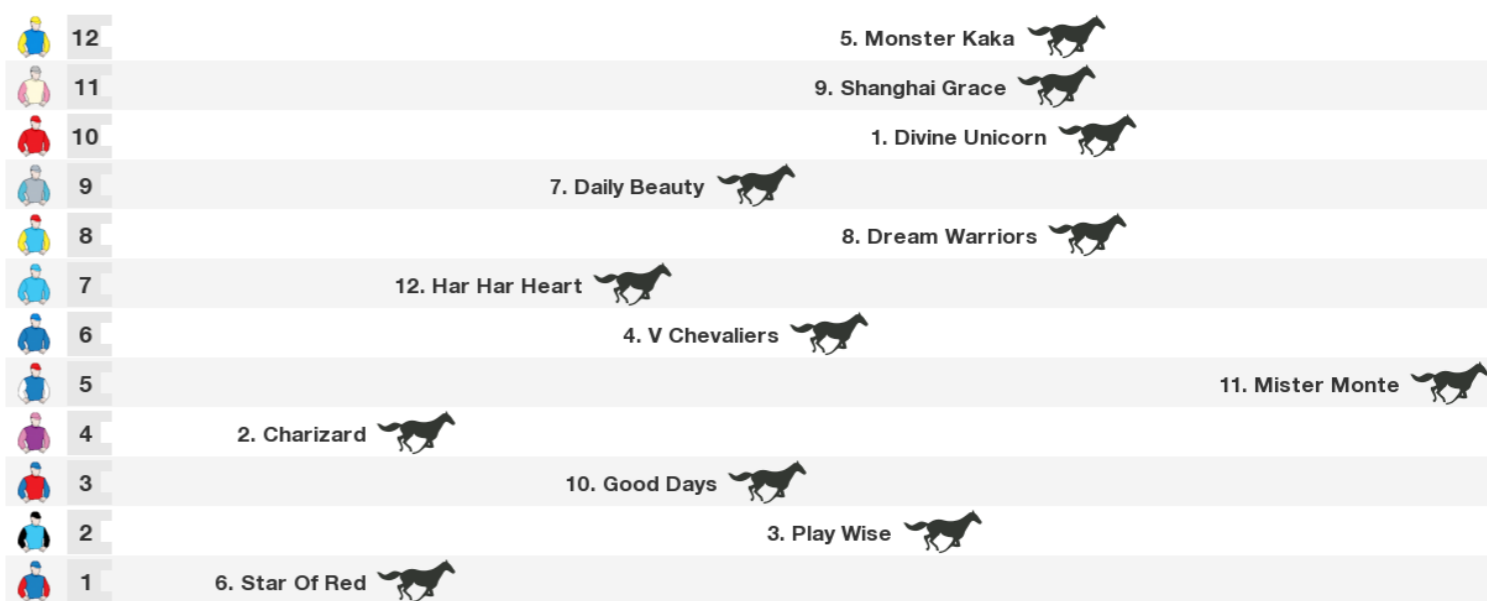 12 5. Monster Kaka
11 9. Shanghai Grace
10 1. Divine Unicorn
9 7. Daily Beauty
8 8. Dream Warriors
7 12. Har Har Heart
6 4. V Chevaliers
5 11. Mister Monte
4 2. Charizard
3 10. Good Days
2 3. Play Wise
1 6. Star Of Red